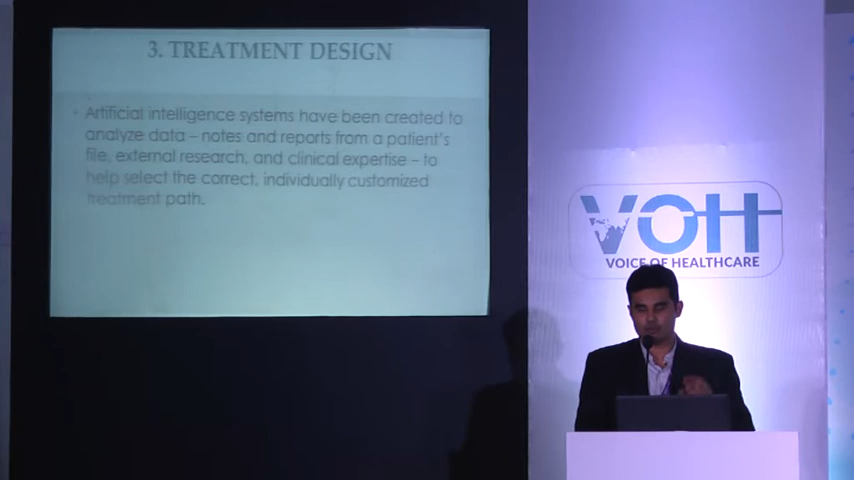 3. TREATMENT DESIGN
• Artificial intelligence systems have been created to
analyze data – notes and reports from a patient's
file, external research, and clinical expertise – to
help select the correct, individually customized
treatment path.
VOH
VOICE OF HEALTHCARE